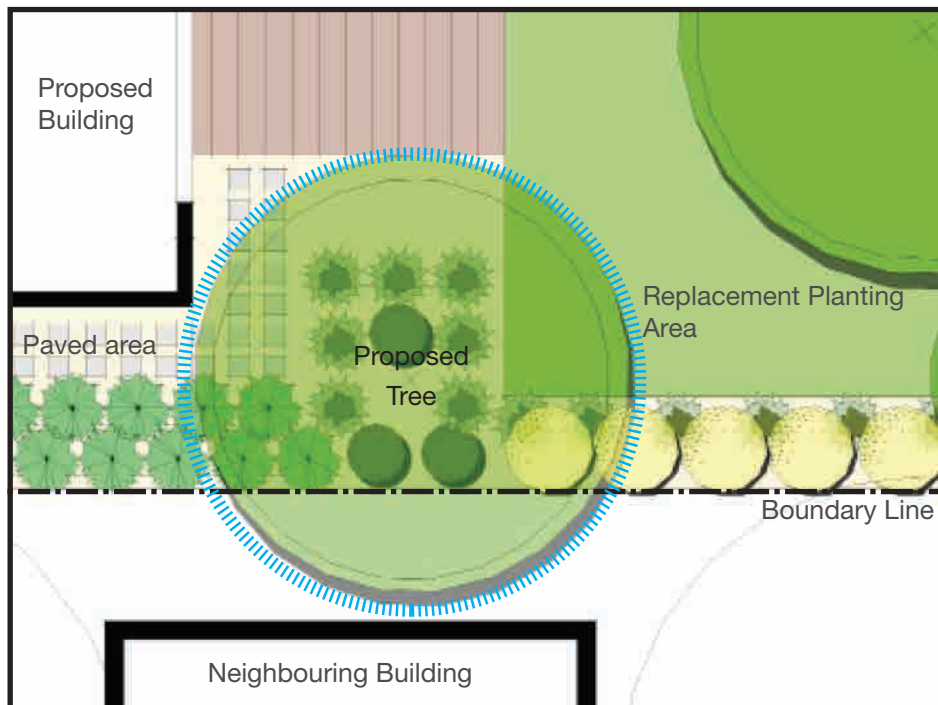 Proposed
Building
Replacement Planting
Area
Paved area
Proposed
Tree
Boundary Line
Neighbouring Building